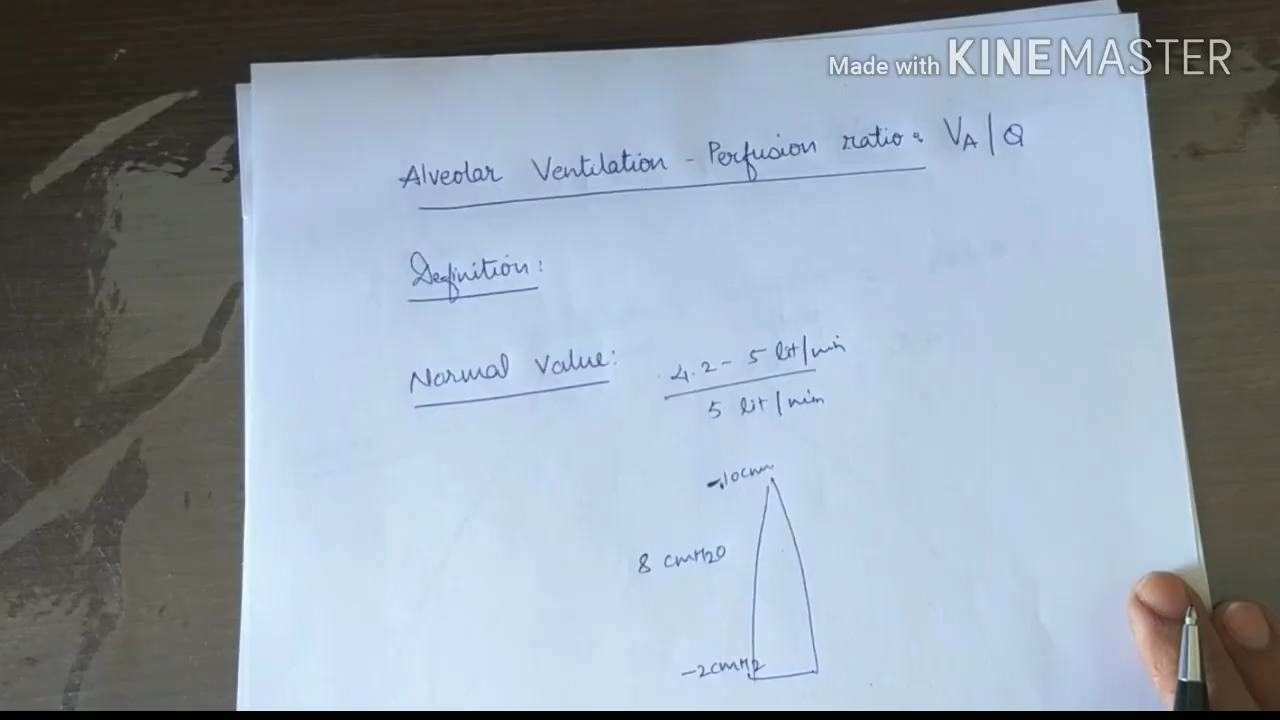 Made with KINEMASTER
Alveolar Ventilation - Perfusion ratio: VA/Q
Definition:
Normal Value:
4.2 - 5 lit/min
5 lit/min
-10cm
8 cmH2O
-2cmH2